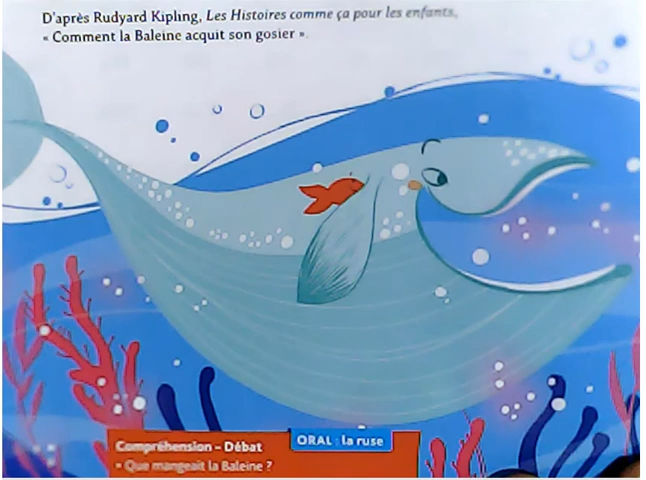 D'après Rudyard Kipling, Les Histoires comme ça pour les enfants,
« Comment la Baleine acquit son gosier ».
ORAL : la ruse
Compréhension – Débat
• Que mangeait la Baleine ?